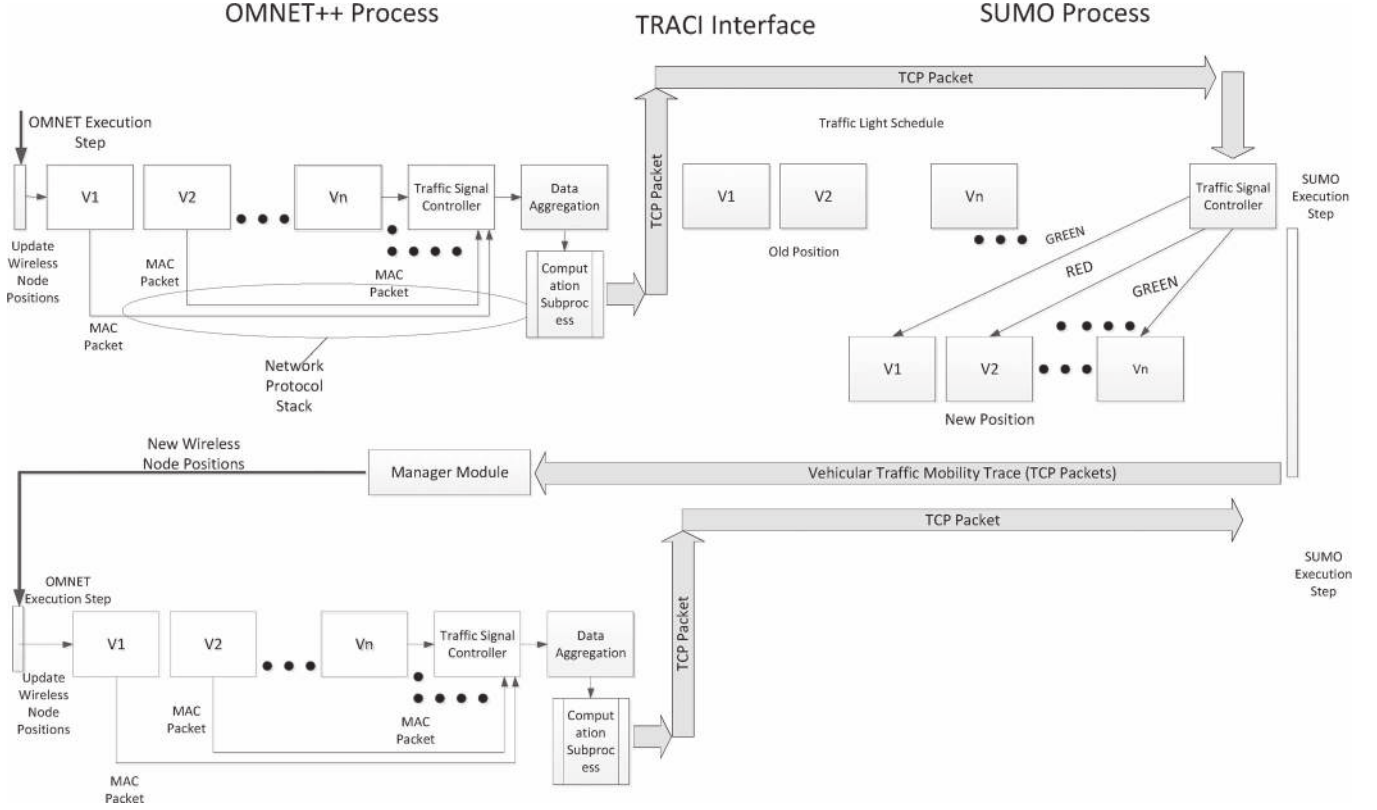 OMNET++ Process
TRACI Interface
SUMO Process
TCP Packet
OMNET Execution
Step
Traffic Light Schedule
V1
V2
Vn
Traffic Signal
Controller
Data
Aggregation
TCP Packet
V1
V2
Vn
Traffic Signal
Controller
SUMO
Execution
Step
Update
Wireless
Node
Positions
MAC
Packet
MAC
Packet
MAC
Packet
Comput
ation
Subproc
ess
Old Position
GREEN
RED
GREEN
Network
Protocol
Stack
V1
V2
Vn
New Position
New Wireless
Node Positions
Manager Module
Vehicular Traffic Mobility Trace (TCP Packets)
TCP Packet
OMNET
Execution Step
SUMO
Execution
Step
V1
V2
Vn
Traffic Signal
Controller
Data
Aggregation
TCP Packet
Update
Wireless
Node
Positions
MAC
Packet
MAC
Packet
MAC
Packet
Comput
ation
Subproc
ess